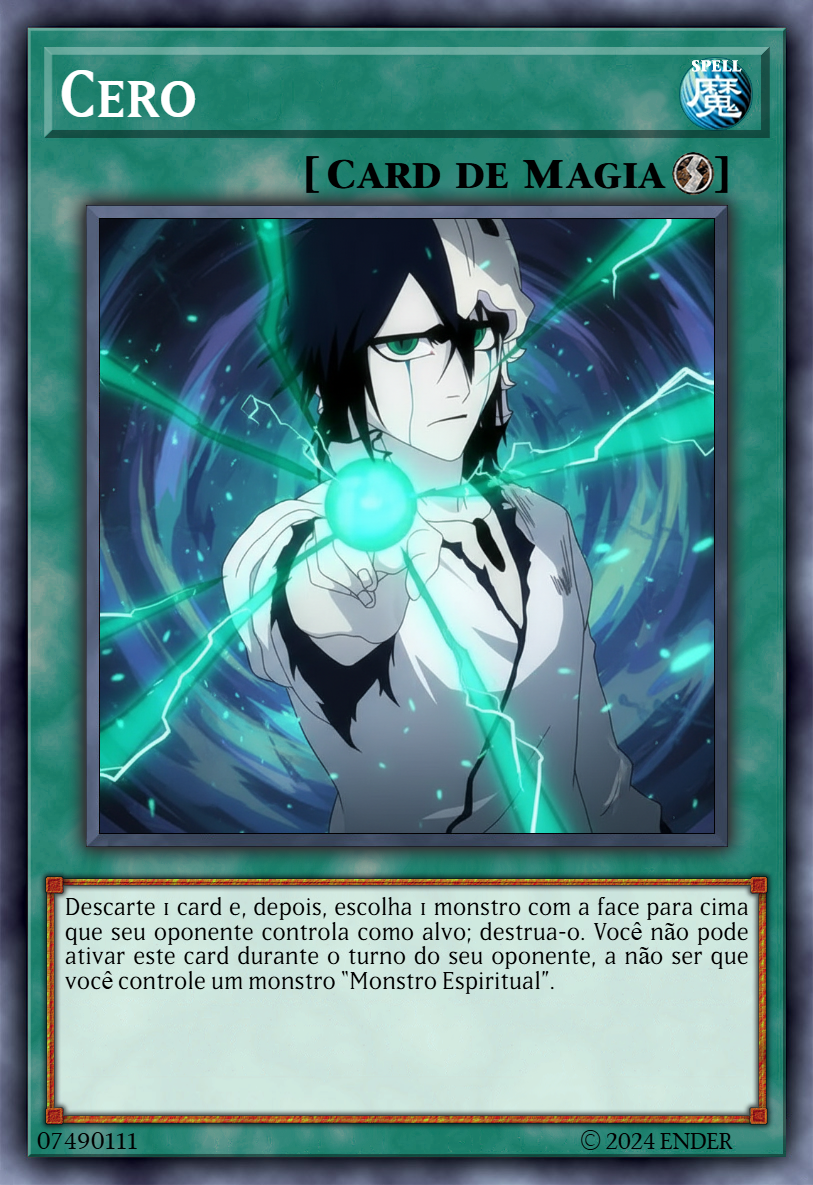 Cero
SPELL
魔
[Card de Magia]
Descarte 1 card e, depois, escolha 1 monstro com a face para cima
que seu oponente controla como alvo; destrua-o. Você não pode
ativar este card durante o turno do seu oponente, a não ser que
você controle um monstro "Monstro Espiritual".
07490111
© 2024 ENDER